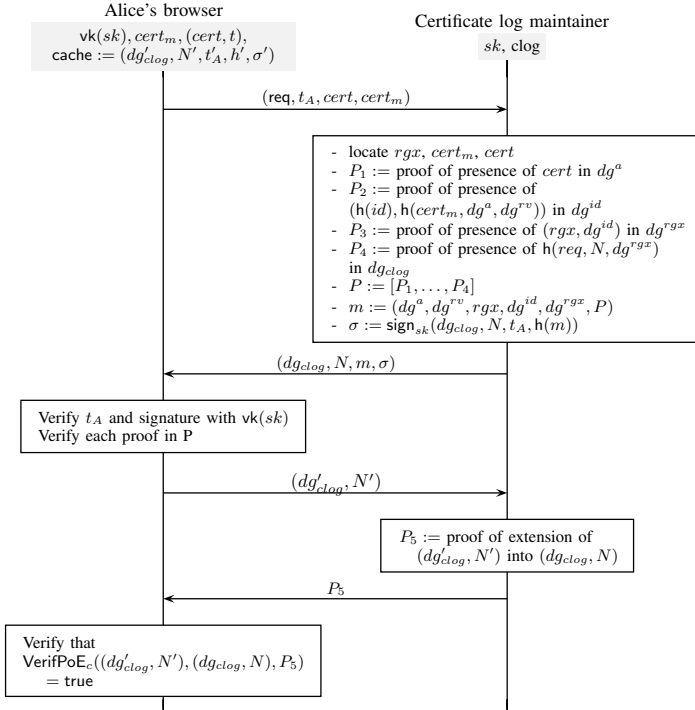 Alice's browser
vk(sk), cert_m, (cert, t),
cache := (dg'_clog, N', t'_A, h', σ')
Certificate log maintainer
sk, clog
(req, t_A, cert, cert_m)
- locate rgx, cert_m, cert
- P_1 := proof of presence of cert in dg^a
- P_2 := proof of presence of
(h(id), h(cert_m, dg^a, dg^rv)) in dg^id
- P_3 := proof of presence of (rgx, dg^id) in dg^rgx
- P_4 := proof of presence of h(req, N, dg^rgx)
in dg_clog
- P := [P_1, . . . , P_4]
- m := (dg^a, dg^rv, rgx, dg^id, dg^rgx, P)
- σ := sign_sk(dg_clog, N, t_A, h(m))
(dg_clog, N, m, σ)
Verify t_A and signature with vk(sk)
Verify each proof in P
(dg'_clog, N')
P_5 := proof of extension of
(dg'_clog, N') into (dg_clog, N)
P_5
Verify that
VerifPoE_c((dg'_clog, N'), (dg_clog, N), P_5)
= true